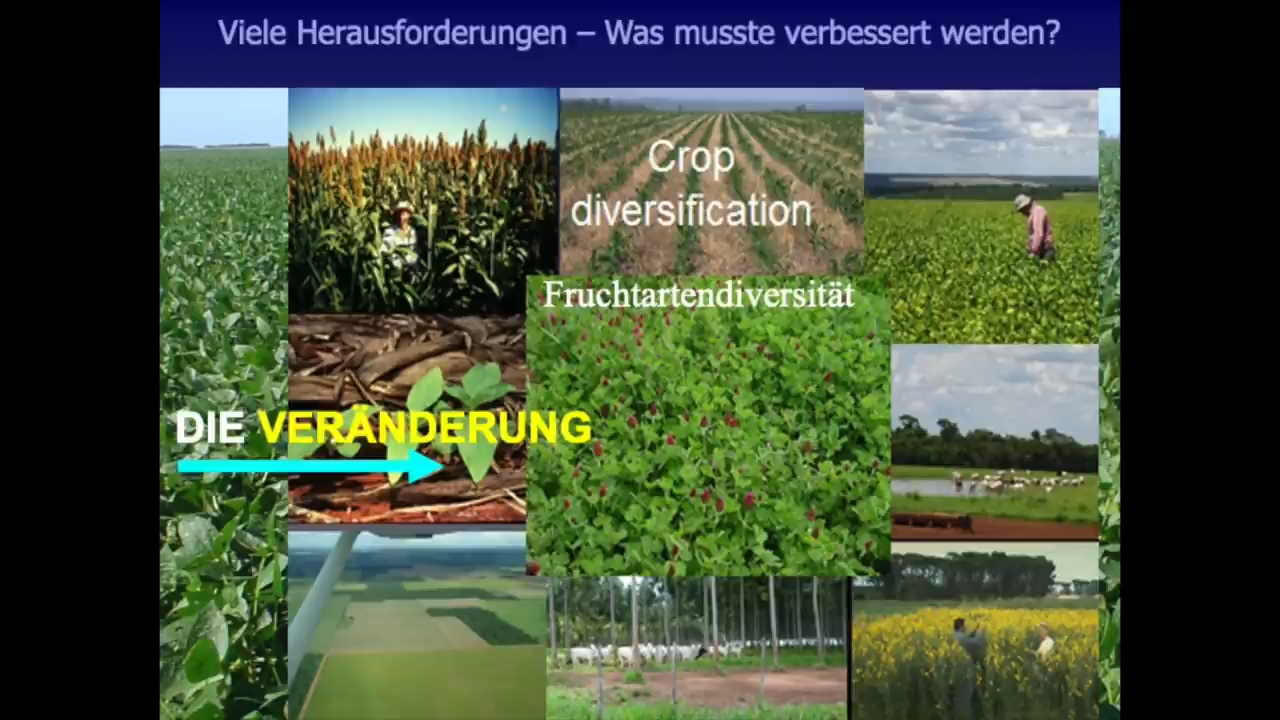 Viele Herausforderungen – Was musste verbessert werden?
Crop
diversification
Fruchtartendiversität
DIE VERÄNDERUNG